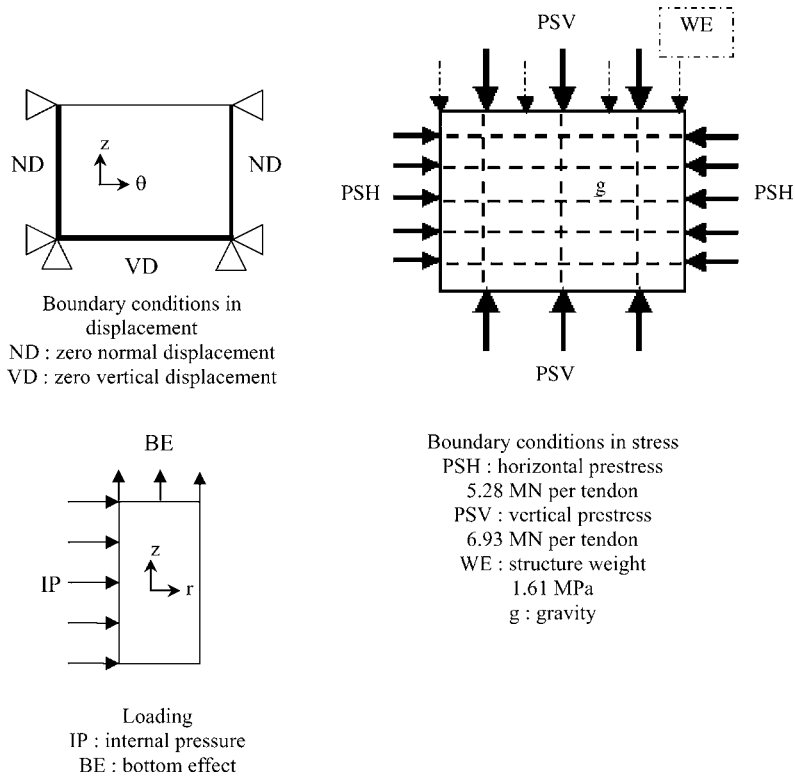 PSV
WE
ND
ND
z
θ
VD
Boundary conditions in
displacement
ND : zero normal displacement
VD : zero vertical displacement
PSH
g
PSH
PSV
BE
IP
z
r
Loading
IP : internal pressure
BE : bottom effect
Boundary conditions in stress
PSH : horizontal prestress
5.28 MN per tendon
PSV : vertical prestress
6.93 MN per tendon
WE : structure weight
1.61 MPa
g : gravity